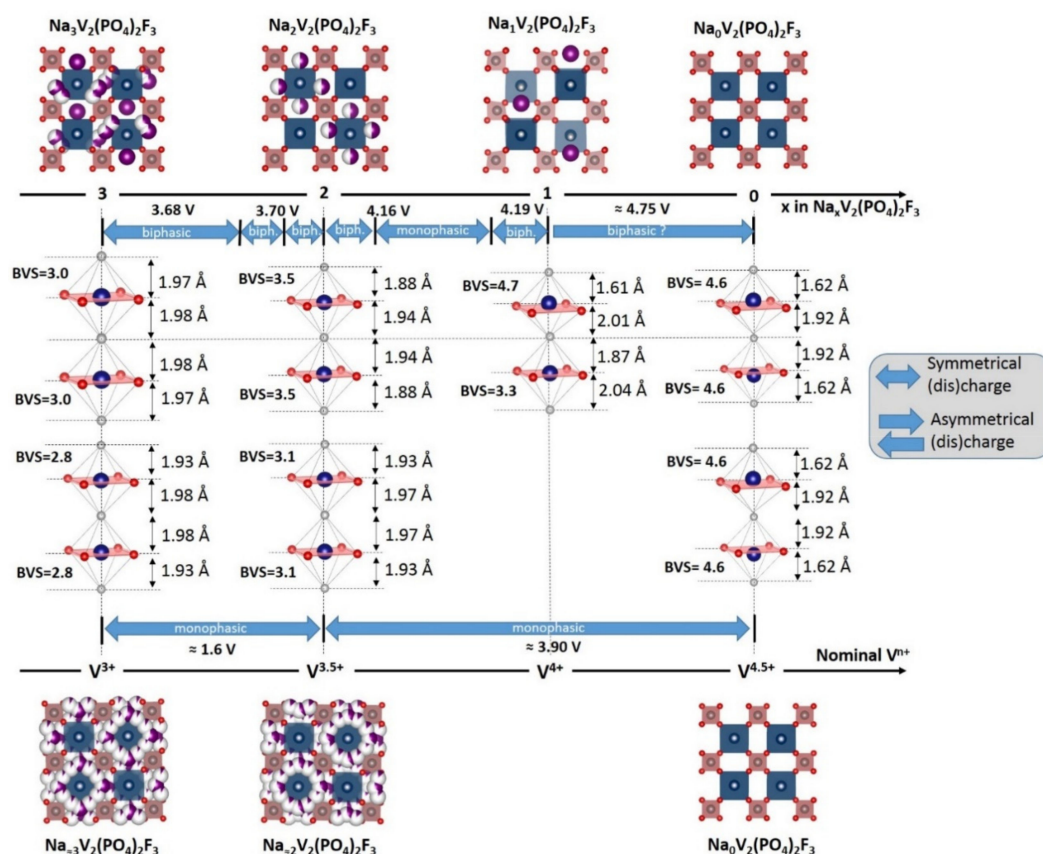 Na₃V₂(PO₄)₂F₃ Na₂V₂(PO₄)₂F₃ Na₁V₂(PO₄)₂F₃ Na₀V₂(PO₄)₂F₃
3 2 1 0 x in NaₓV₂(PO₄)₂F₃
3.68 V 3.70 V 4.16 V 4.19 V ≈ 4.75 V
biphasic biph. biph. biph. monophasic biph. biphasic ?
BVS=3.0 1.97 Å BVS=3.5 1.88 Å BVS=4.7 1.61 Å BVS= 4.6 1.62 Å
1.98 Å 1.94 Å 2.01 Å 1.92 Å
1.98 Å 1.94 Å 1.87 Å 1.92 Å
BVS=3.0 1.97 Å BVS=3.5 1.88 Å BVS=3.3 2.04 Å BVS= 4.6 1.62 Å
Symmetrical
(dis)charge
Asymmetrical
(dis)charge
BVS=2.8 1.93 Å BVS=3.1 1.93 Å BVS= 4.6 1.62 Å
1.98 Å 1.97 Å 1.92 Å
1.98 Å 1.97 Å 1.92 Å
BVS=2.8 1.93 Å BVS=3.1 1.93 Å BVS= 4.6 1.62 Å
monophasic monophasic
≈ 1.6 V ≈ 3.90 V
V³⁺ V³·⁵⁺ V⁴⁺ V⁴·⁵⁺ Nominal Vⁿ⁺
Na≈₃V₂(PO₄)₂F₃ Na≈₂V₂(PO₄)₂F₃ Na₀V₂(PO₄)₂F₃